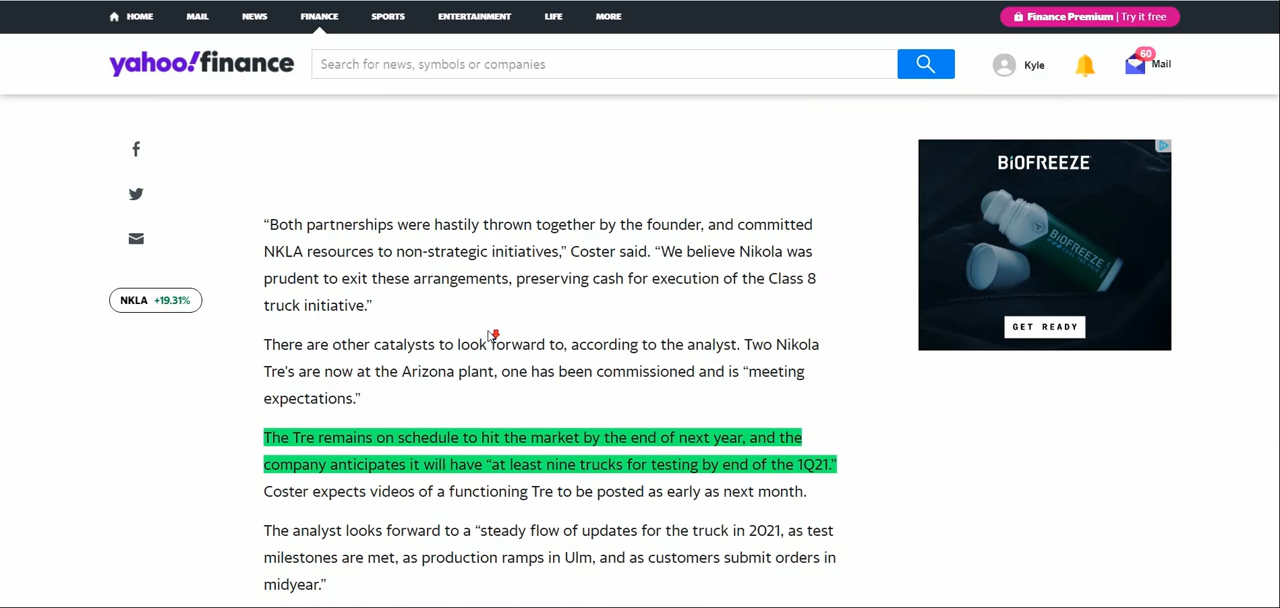 HOME MAIL NEWS FINANCE SPORTS ENTERTAINMENT LIFE MORE Finance Premium | Try it free
yahoo!finance Search for news, symbols or companies Kyle 60 Mail
BIOFREEZE
BIOFREEZE
GET READY
NKLA +19.31%
“Both partnerships were hastily thrown together by the founder, and committed
NKLA resources to non-strategic initiatives,” Coster said. “We believe Nikola was
prudent to exit these arrangements, preserving cash for execution of the Class 8
truck initiative.”
There are other catalysts to look forward to, according to the analyst. Two Nikola
Tre's are now at the Arizona plant, one has been commissioned and is “meeting
expectations.”
The Tre remains on schedule to hit the market by the end of next year, and the
company anticipates it will have “at least nine trucks for testing by end of the 1Q21.”
Coster expects videos of a functioning Tre to be posted as early as next month.
The analyst looks forward to a “steady flow of updates for the truck in 2021, as test
milestones are met, as production ramps in Ulm, and as customers submit orders in
midyear.”